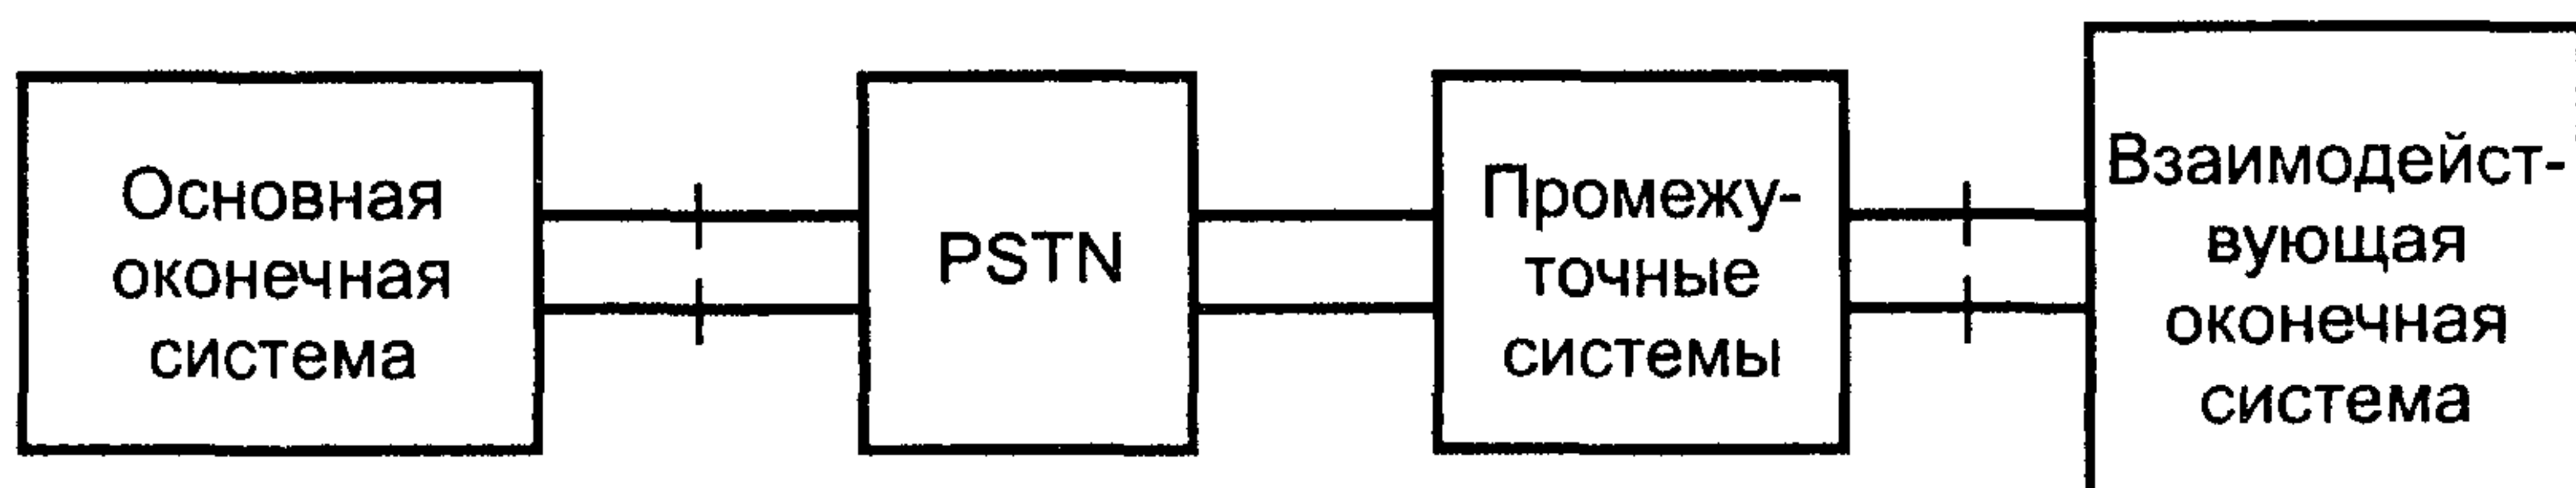 Основная
оконечная
система
PSTN
Промежу-
точные
системы
Взаимодейст-
вующая
оконечная
система